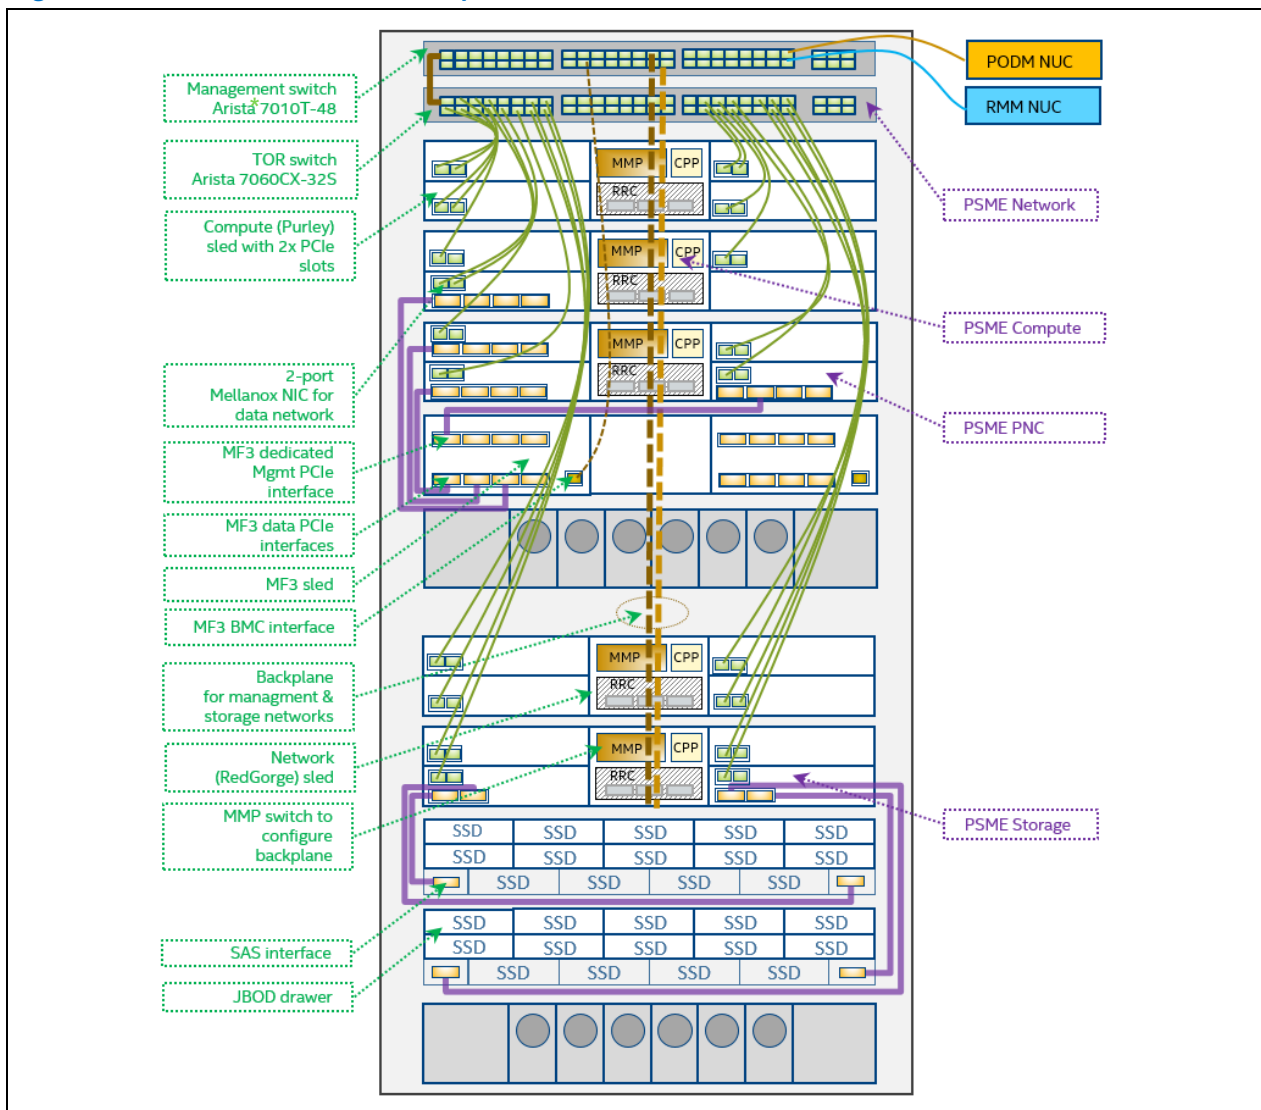 Management switch
Arista* 7010T-48
TOR switch
Arista 7060CX-32S
Compute (Purley)
sled with 2x PCIe
slots
2-port
Mellanox NIC for
data network
MF3 dedicated
Mgmt PCIe
interface
MF3 data PCIe
interfaces
MF3 sled
MF3 BMC interface
Backplane
for managment &
storage networks
Network
(RedGorge) sled
MMP switch to
configure
backplane
SAS interface
JBOD drawer
MMP CPP
RRC
MMP CPP
RRC
MMP CPP
RRC
MMP CPP
RRC
MMP CPP
RRC
SSD SSD SSD SSD SSD
SSD SSD SSD SSD SSD
SSD SSD SSD SSD
SSD SSD SSD SSD SSD
SSD SSD SSD SSD SSD
SSD SSD SSD SSD
PODM NUC
RMM NUC
PSME Network
PSME Compute
PSME PNC
PSME Storage